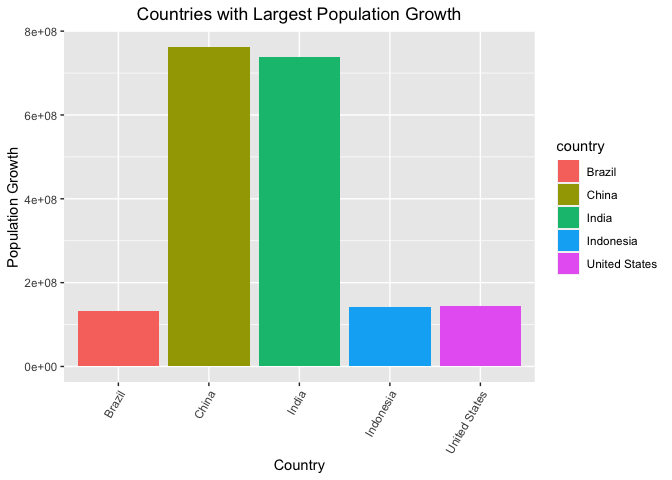 Countries with Largest Population Growth
8e+08
6e+08
4e+08
2e+08
0e+00
Population Growth
Brazil
China
India
Indonesia
United States
Country
country
Brazil
China
India
Indonesia
United States